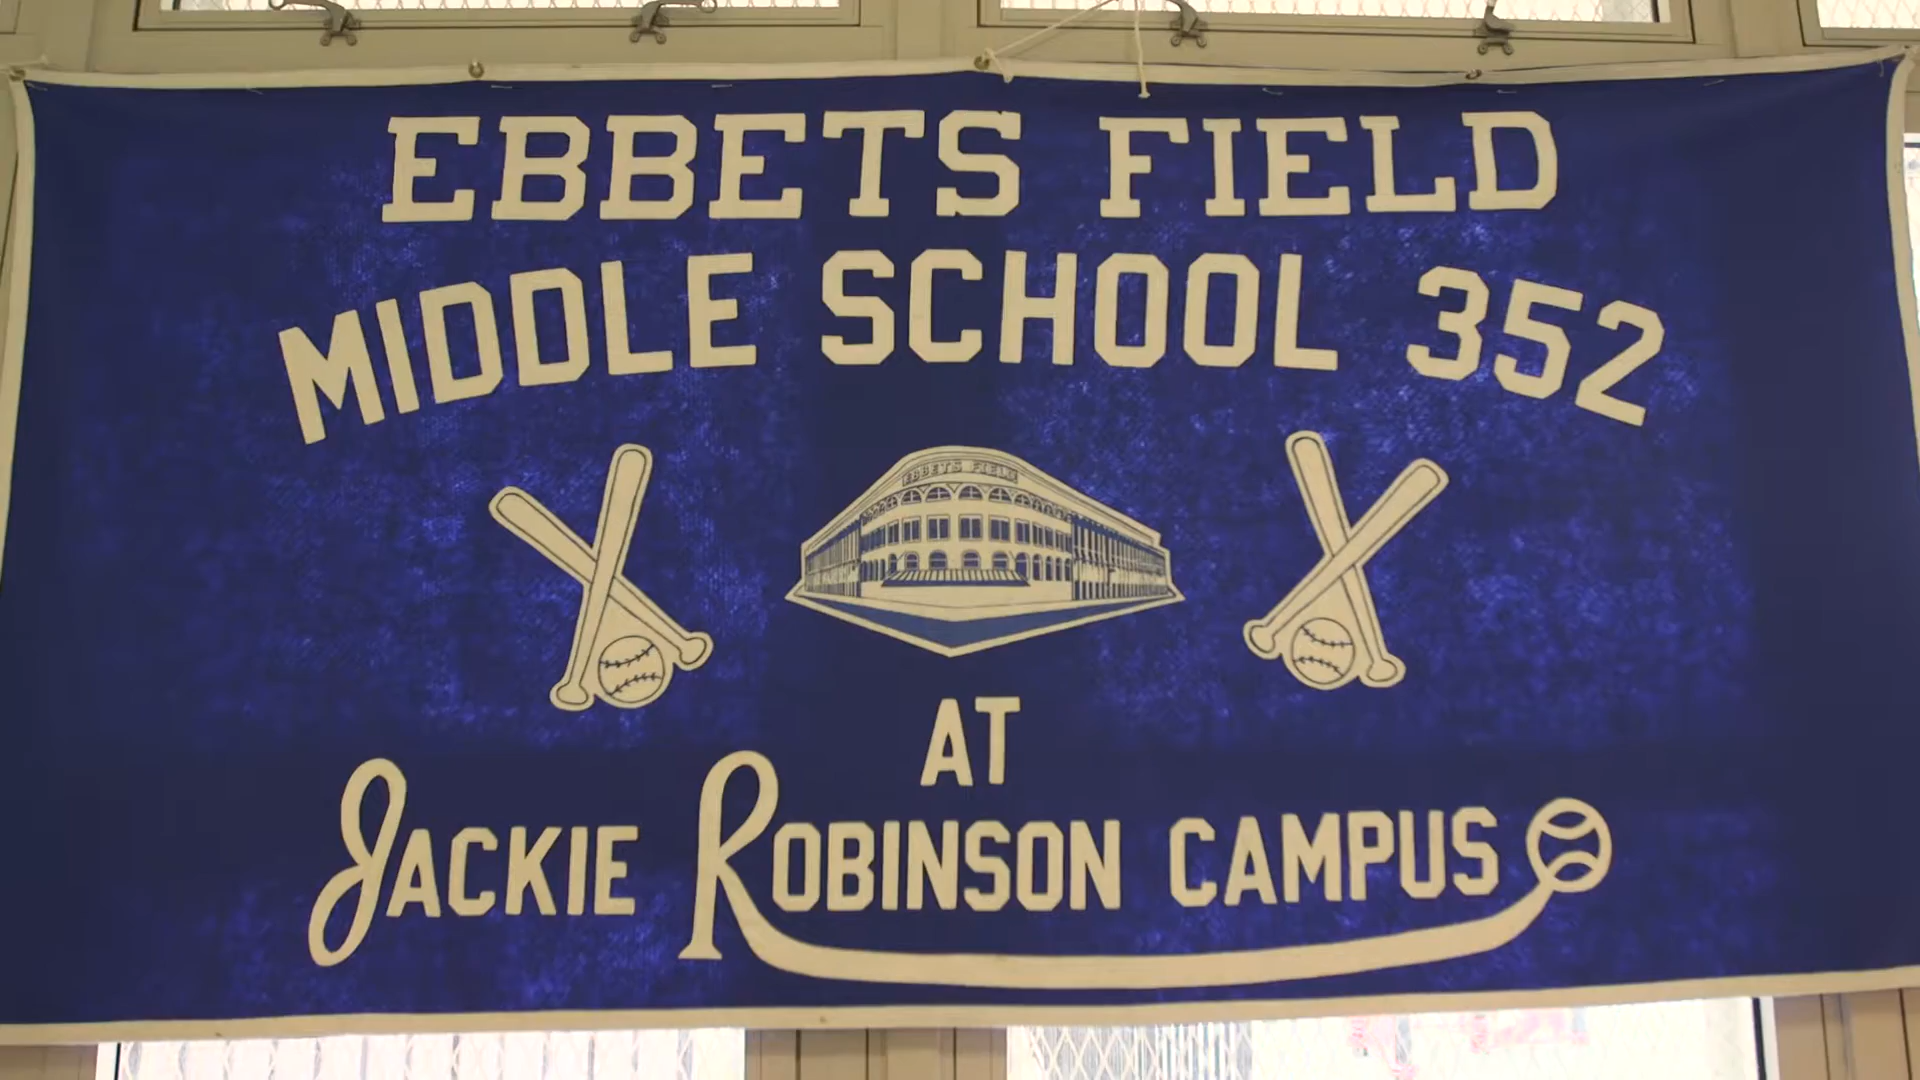 EBBETS FIELD
MIDDLE SCHOOL 352
EBBETS FIELD
AT
JACKIE ROBINSON CAMPUS